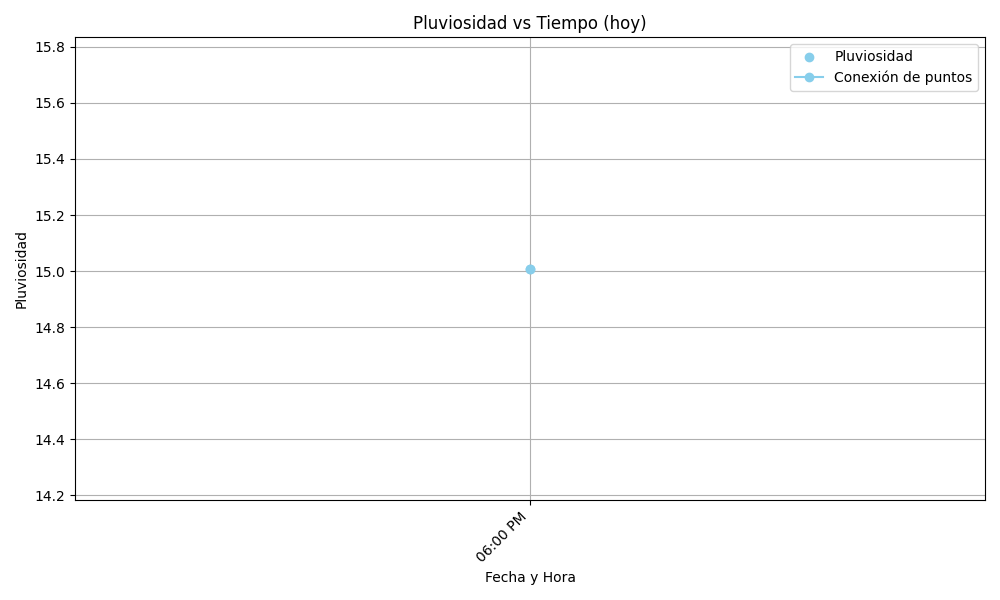 Pluviosidad vs Tiempo (hoy)
Pluviosidad
Conexión de puntos
15.8
15.6
15.4
15.2
15.0
14.8
14.6
14.4
14.2
Pluviosidad
06:00 PM
Fecha y Hora